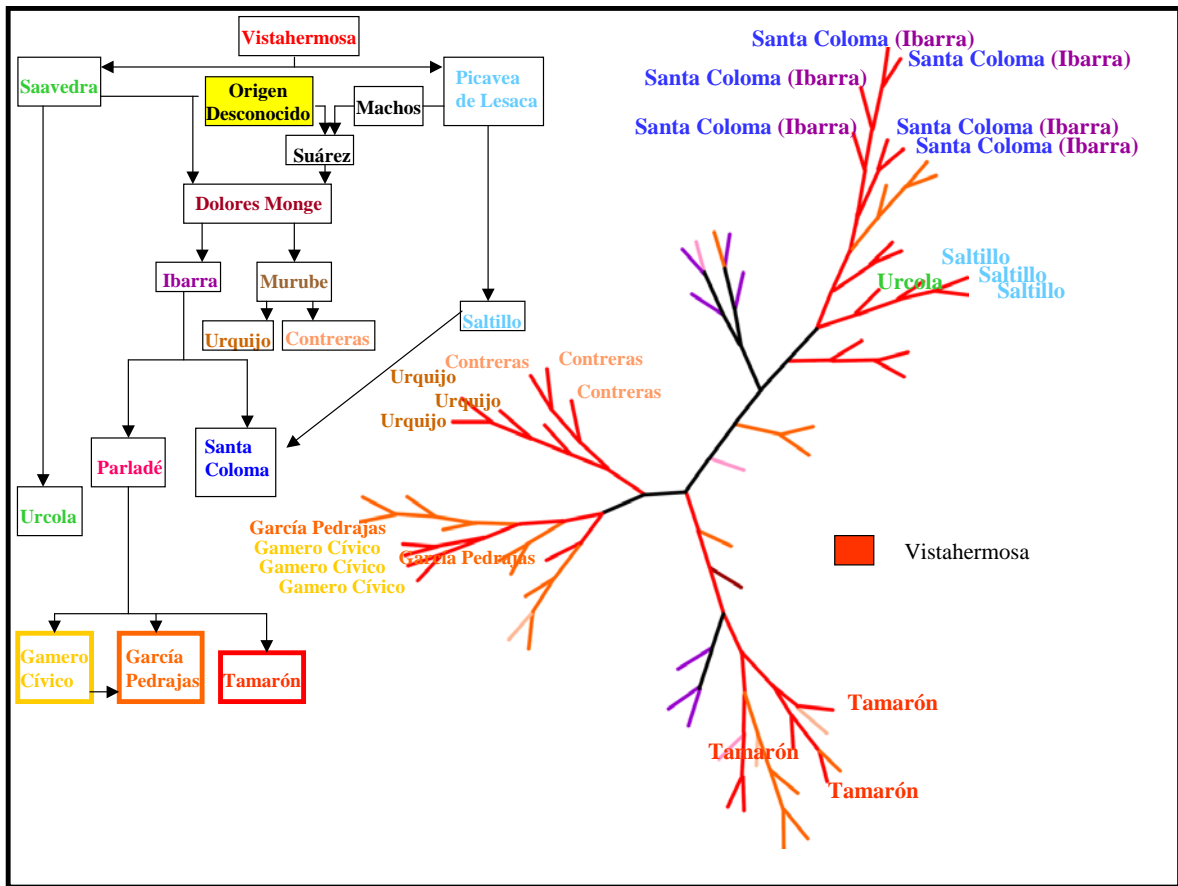 Vistahermosa
Saavedra
Origen
Desconocido
Machos
Picavea
de Lesaca
Suárez
Dolores Monge
Ibarra
Murube
Urquijo
Contreras
Saltillo
Parladé
Santa
Coloma
Urcola
Gamero
Cívico
García
Pedrajas
Tamarón
Santa Coloma (Ibarra)
Santa Coloma (Ibarra)
Santa Coloma (Ibarra)
Santa Coloma (Ibarra)
Santa Coloma (Ibarra)
Santa Coloma (Ibarra)
Saltillo
Saltillo
Saltillo
Urcola
Contreras
Contreras
Contreras
Urquijo
Urquijo
Urquijo
García Pedrajas
Gamero Cívico
García Pedrajas
Gamero Cívico
Gamero Cívico
Vistahermosa
Tamarón
Tamarón
Tamarón